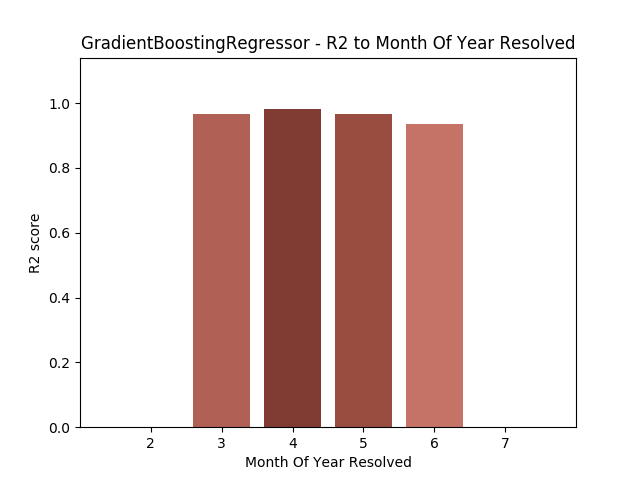 GradientBoostingRegressor - R2 to Month Of Year Resolved
1.0
0.8
0.6
0.4
0.2
0.0
R2 score
2 3 4 5 6 7
Month Of Year Resolved